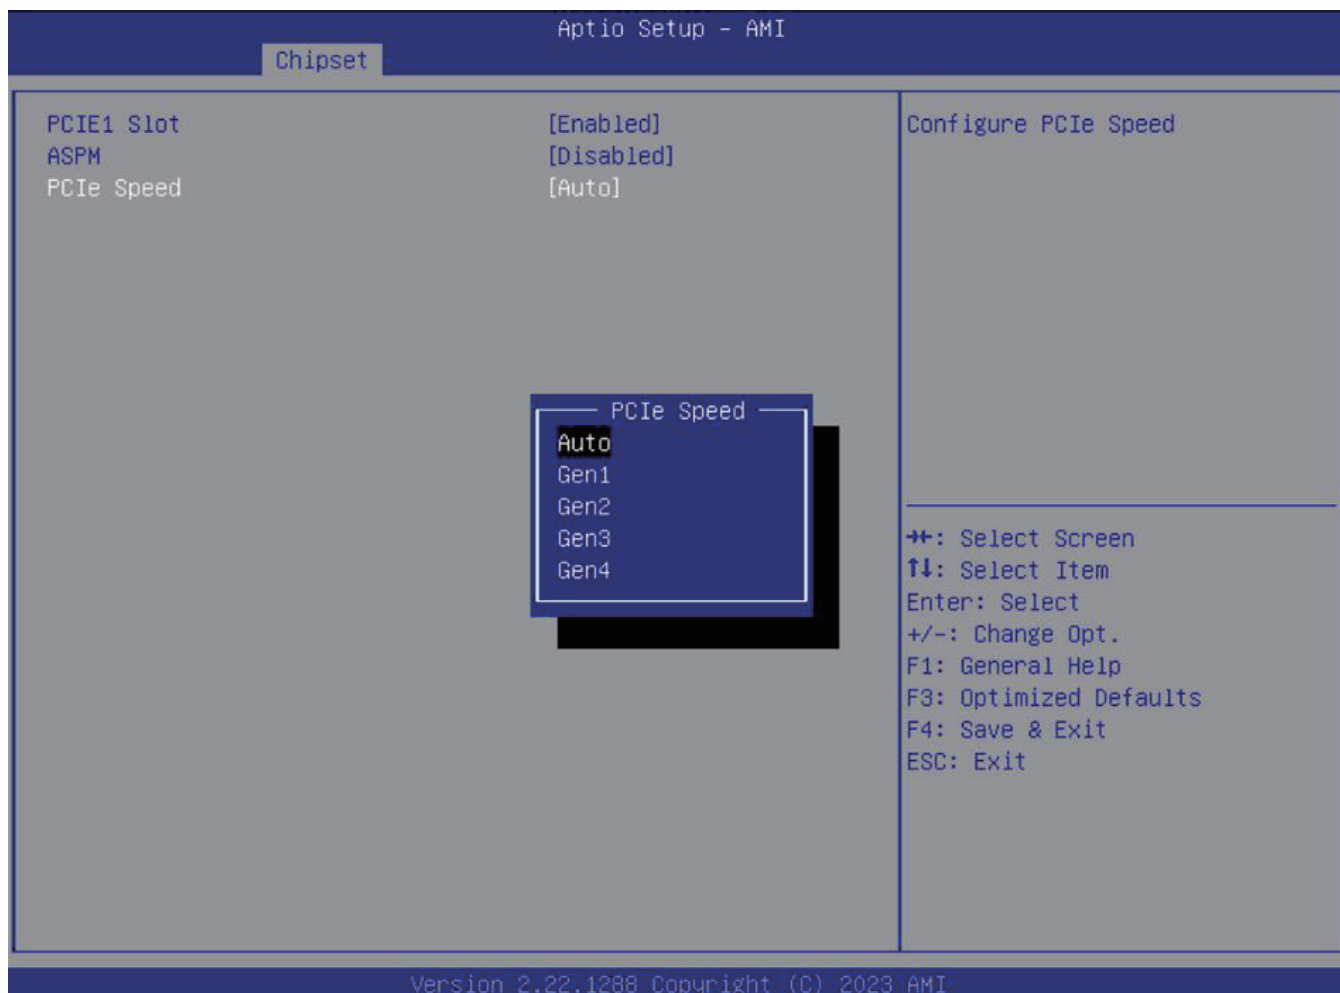 Aptio Setup – AMI
Chipset
PCIE1 Slot [Enabled]
ASPM [Disabled]
PCIe Speed [Auto]
Configure PCIe Speed
PCIe Speed
Auto
Gen1
Gen2
Gen3
Gen4
→←: Select Screen
↑↓: Select Item
Enter: Select
+/-: Change Opt.
F1: General Help
F3: Optimized Defaults
F4: Save & Exit
ESC: Exit
Version 2.22.1288 Copyright (C) 2023 AMI